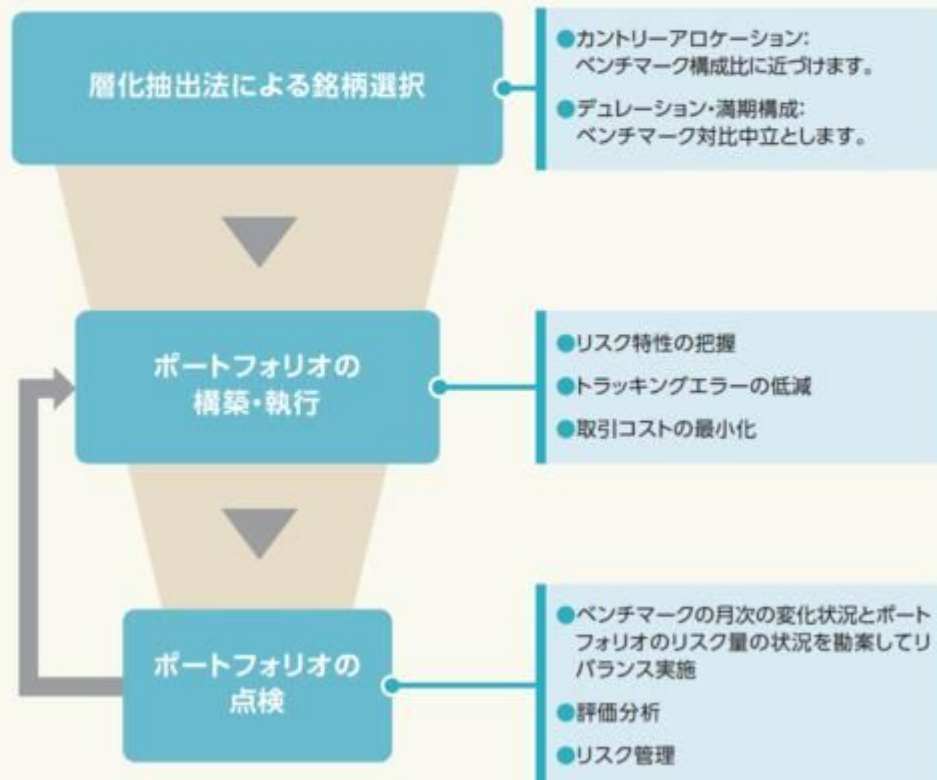 層化抽出法による銘柄選択
●カントリーアロケーション:
ベンチマーク構成比に近づけます。
●デュレーション・満期構成:
ベンチマーク対比中立とします。
ポートフォリオの
構築・執行
●リスク特性の把握
●トラッキングエラーの低減
●取引コストの最小化
ポートフォリオの
点検
●ベンチマークの月次の変化状況とポート
フォリオのリスク量の状況を勘案してリ
バランス実施
●評価分析
●リスク管理